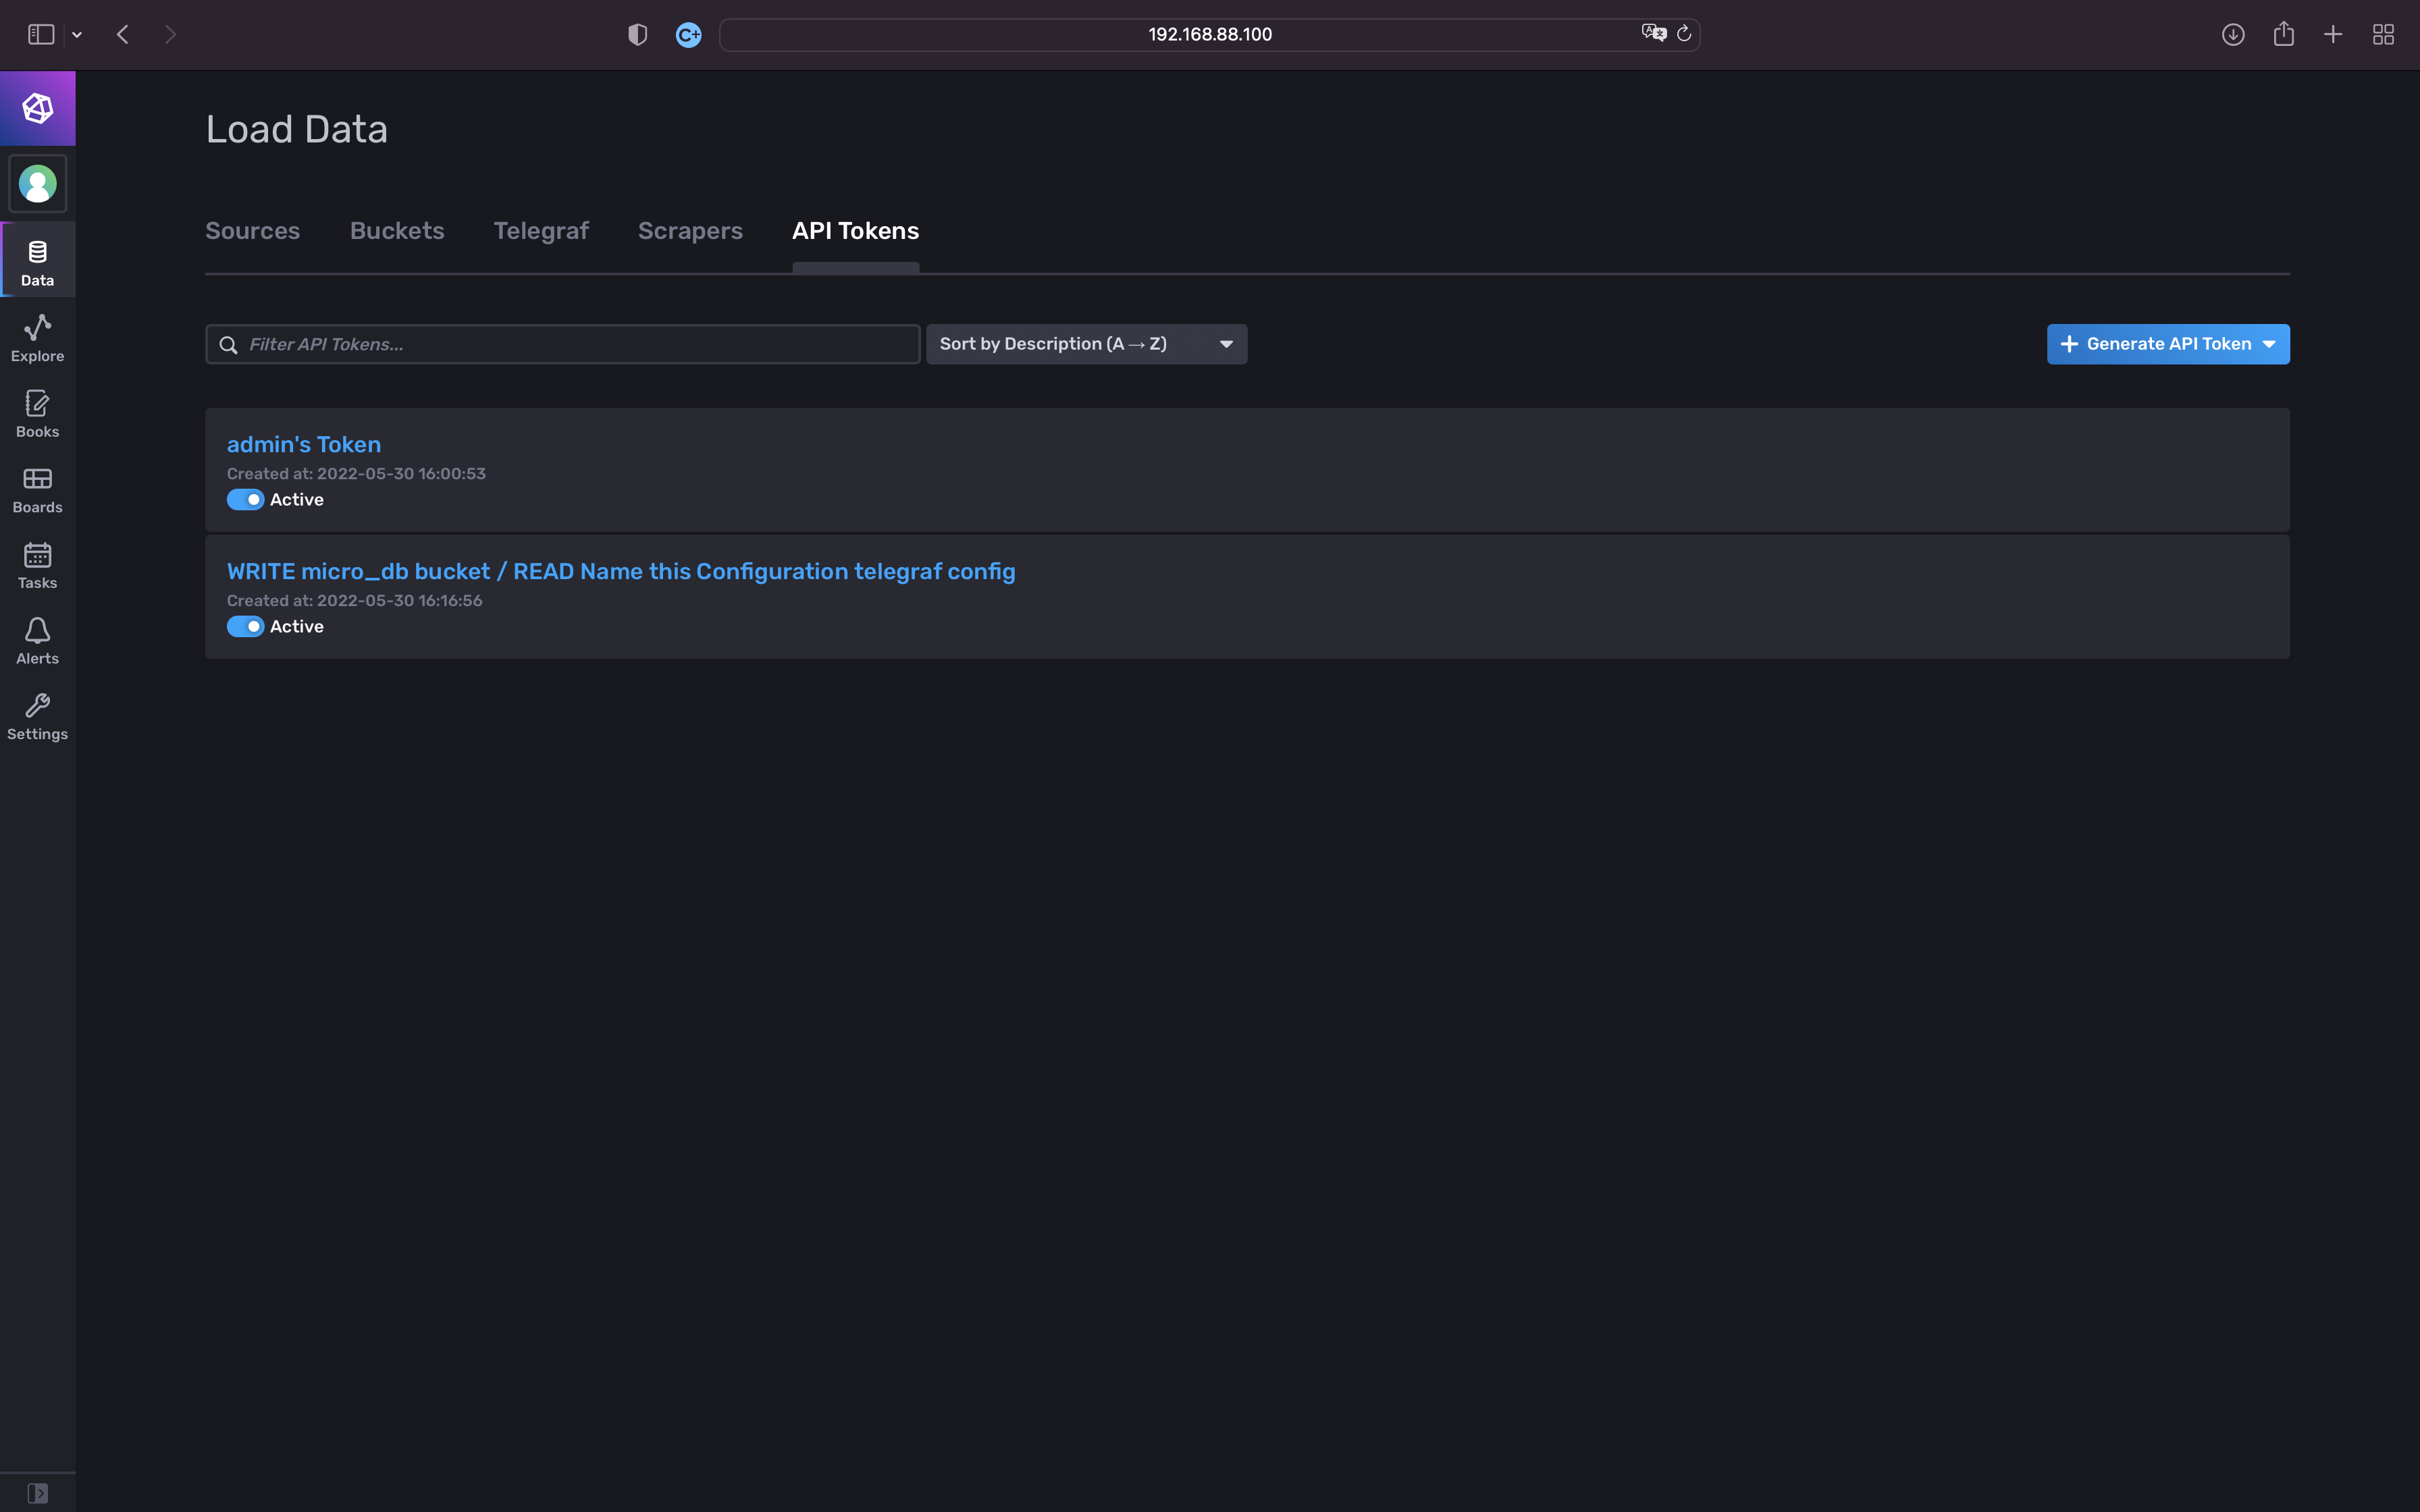 192.168.88.100
Load Data
Sources Buckets Telegraf Scrapers API Tokens
Filter API Tokens... Sort by Description (A → Z) Generate API Token
admin's Token
Created at: 2022-05-30 16:00:53
Active
WRITE micro_db bucket / READ Name this Configuration telegraf config
Created at: 2022-05-30 16:16:56
Active
Data
Explore
Books
Boards
Tasks
Alerts
Settings